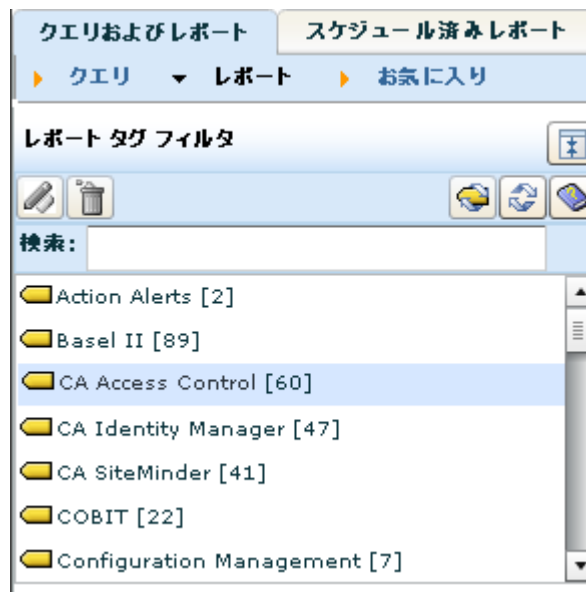 クエリおよびレポート スケジュール済みレポート
クエリ レポート お気に入り
レポート タグ フィルタ
検索:
Action Alerts [2]
Basel II [89]
CA Access Control [60]
CA Identity Manager [47]
CA SiteMinder [41]
COBIT [22]
Configuration Management [7]